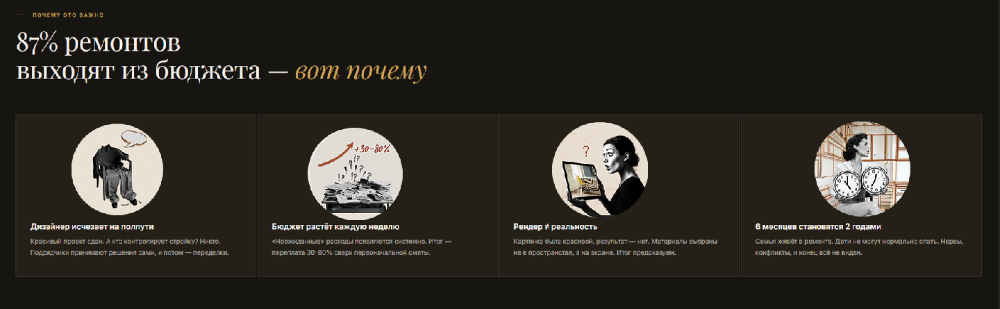 ПОЧЕМУ ЭТО ВАЖНО
87% ремонтов
выходят из бюджета — вот почему
+30-80%
!?
! ! ? ?
!? ! ? ? ?
?
Дизайнер исчезает на полпути
Красивый проект сдан. А кто контролирует стройку? Никто.
Подрядчики принимают решения сами, и потом — переделки.
Бюджет растёт каждую неделю
«Неожиданные» расходы появляются системно. Итог —
переплата 30–80% сверх первоначальной сметы.
Рендер ≠ реальность
Картинка была красивой, результат — нет. Материалы выбраны
не в пространстве, а на экране. Итог предсказуем.
6 месяцев становятся 2 годами
Семья живёт в ремонте. Дети не могут нормально спать. Нервы,
конфликты, и конец всё не виден.